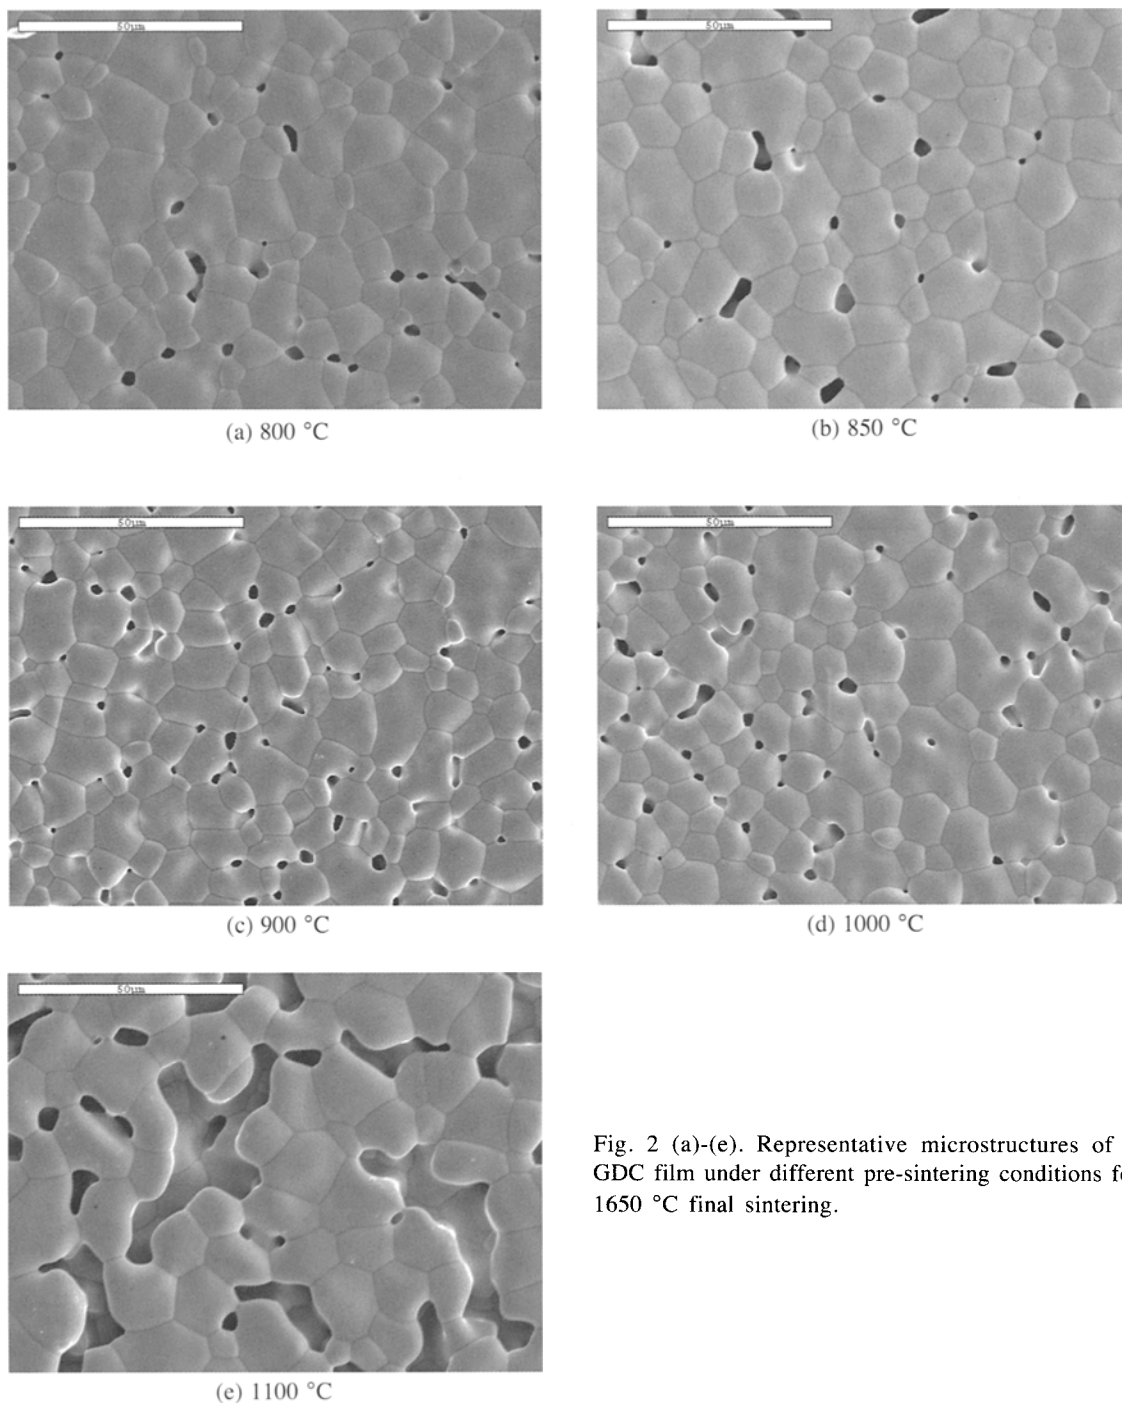 50µm
50µm
(a) 800 °C
(b) 850 °C
50µm
50µm
(c) 900 °C
(d) 1000 °C
50µm
Fig. 2 (a)-(e). Representative microstructures of
GDC film under different pre-sintering conditions
1650 °C final sintering.
(e) 1100 °C